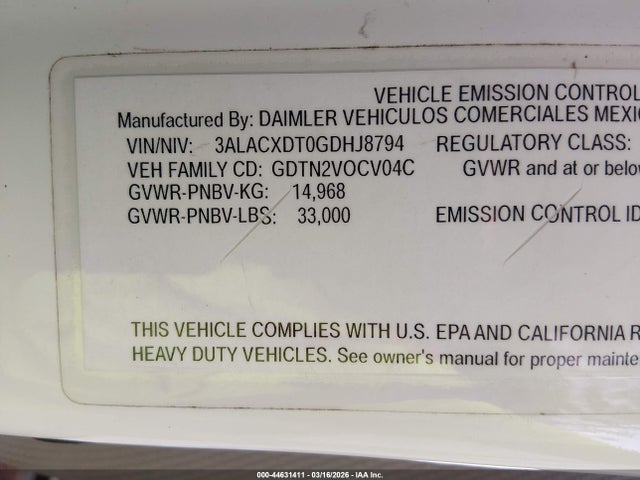 VEHICLE EMISSION CONTROL
Manufactured By: DAIMLER VEHICULOS COMERCIALES MEXIC
VIN/NIV: 3ALACXDT0GDHJ8794 REGULATORY CLASS:
VEH FAMILY CD: GDTN2VOCV04C GVWR and at or below
GVWR-PNBV-KG: 14,968
GVWR-PNBV-LBS: 33,000 EMISSION CONTROL ID
THIS VEHICLE COMPLIES WITH U.S. EPA AND CALIFORNIA R
HEAVY DUTY VEHICLES. See owner's manual for proper mainte
000-44631411 - 03/16/2026 - IAA Inc.